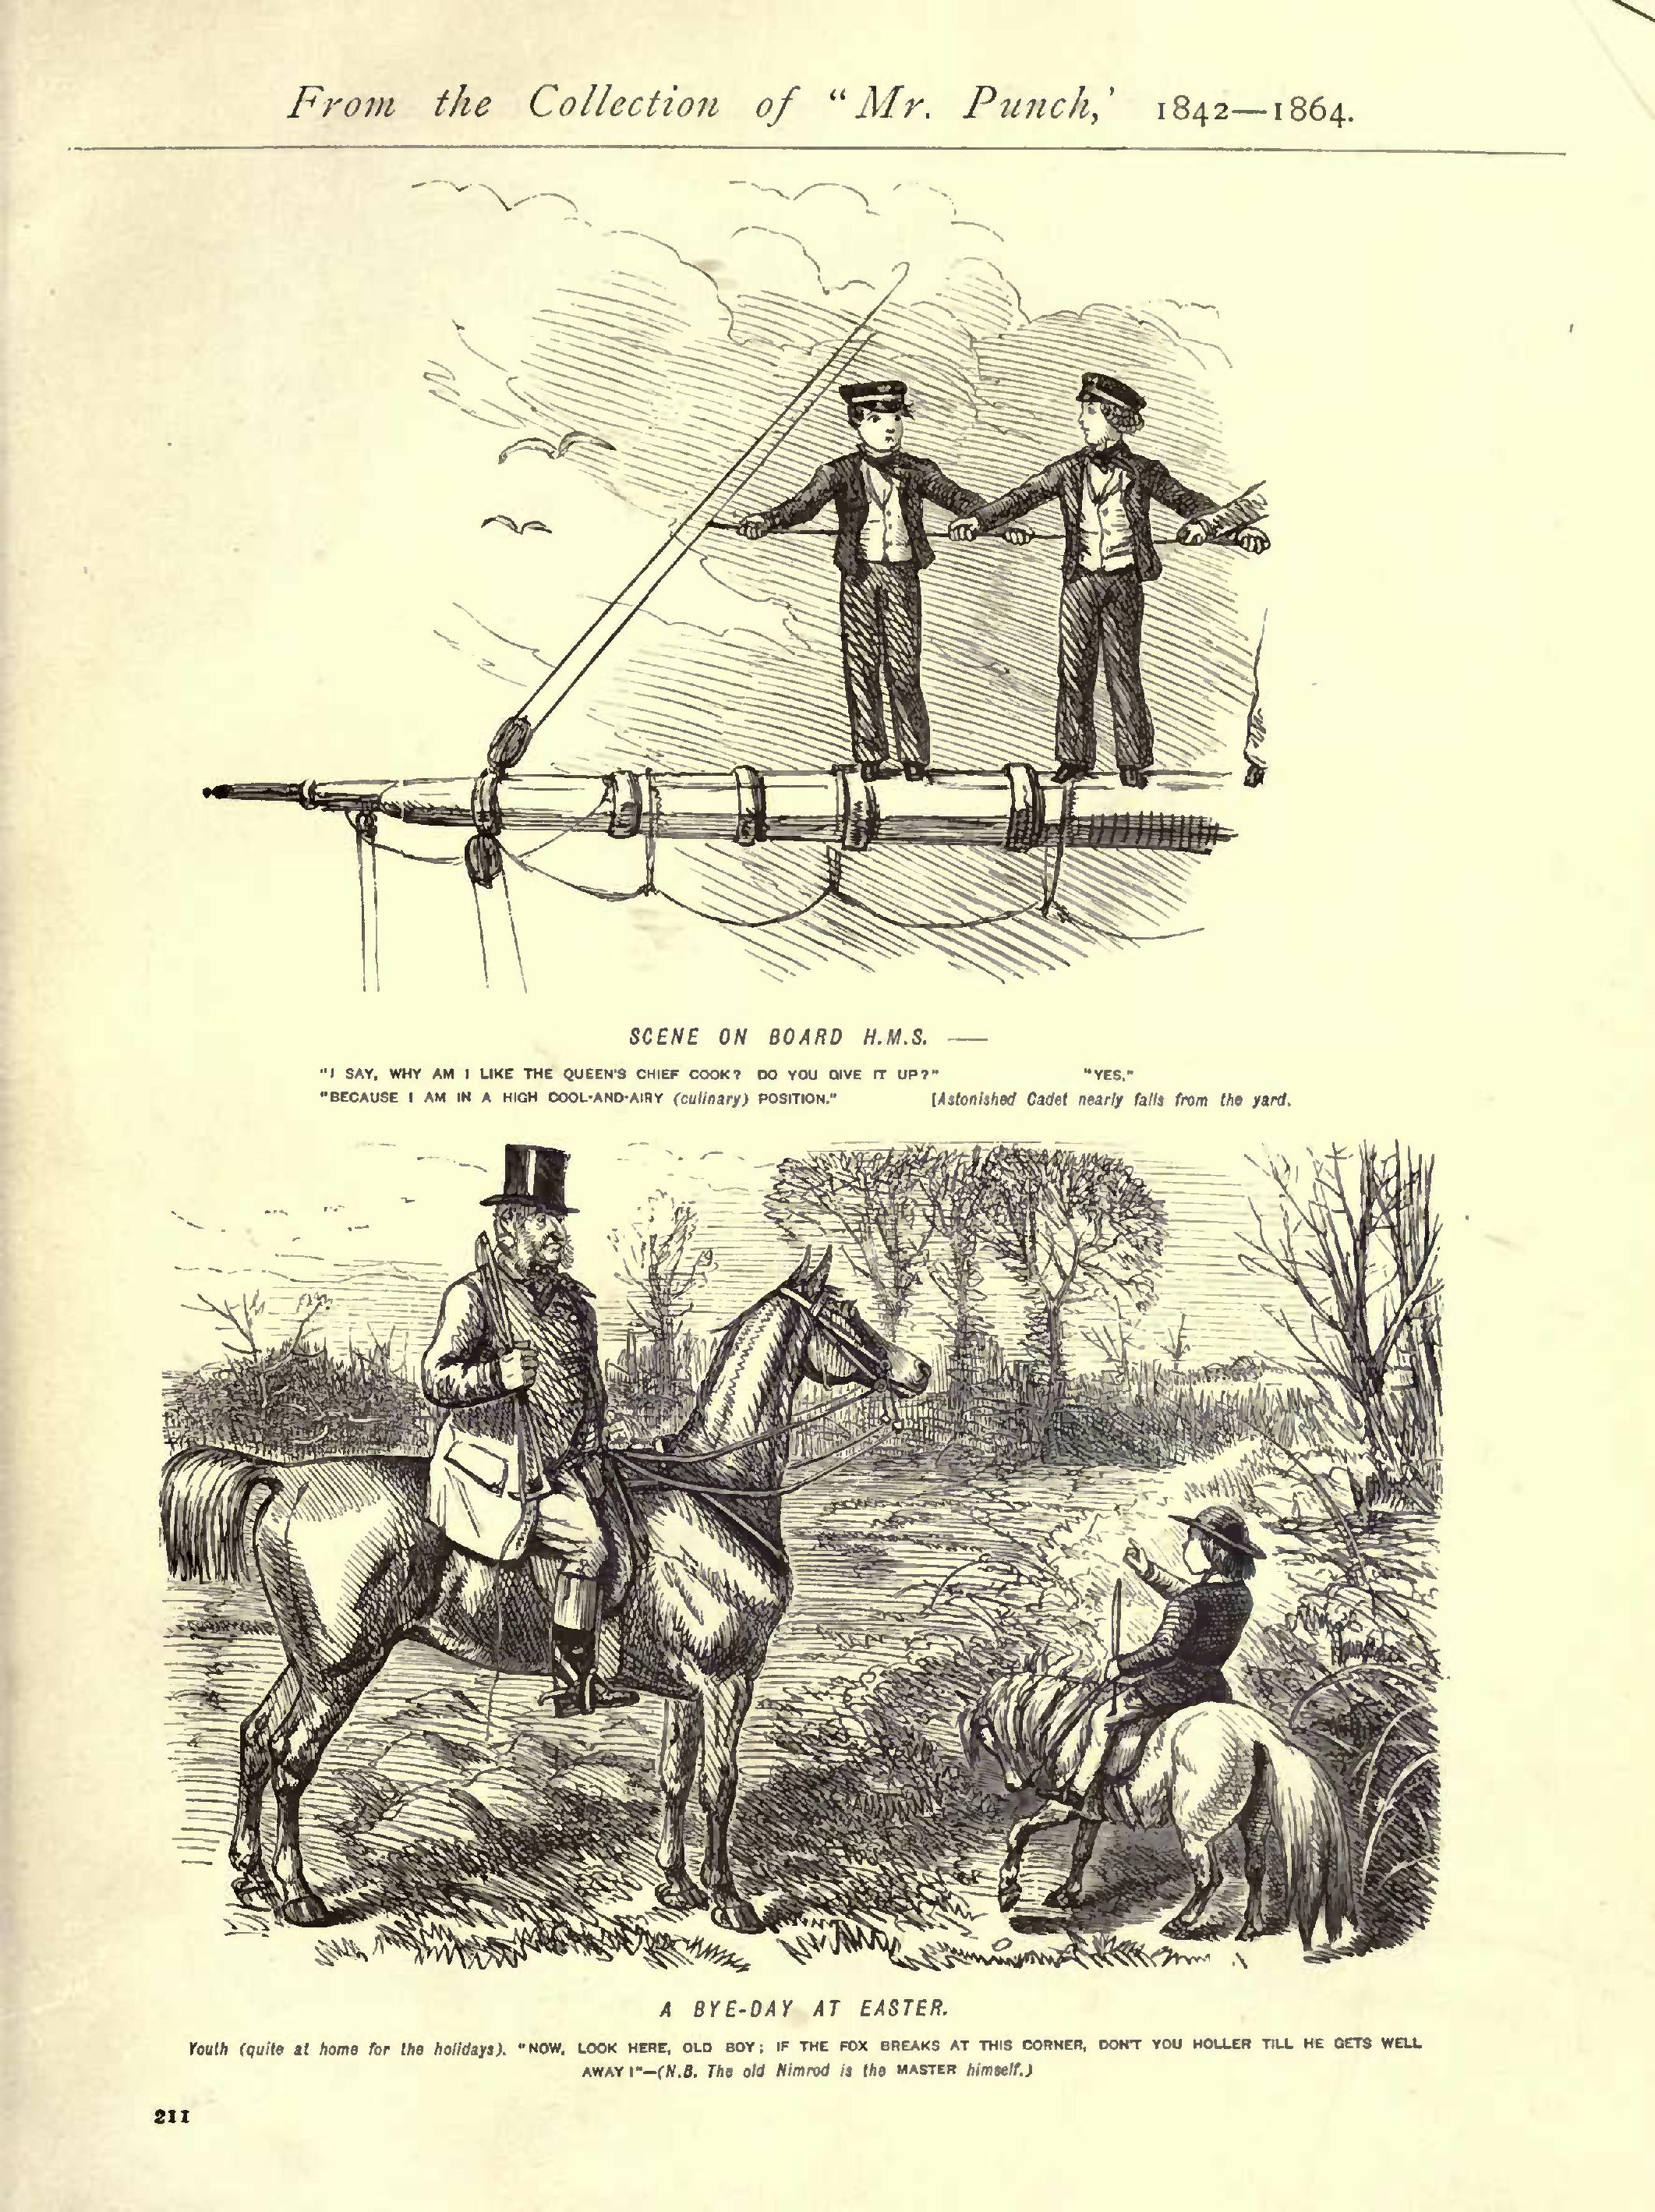 From the Collection of "Mr. Punch,' 1842—1864.
SCENE ON BOARD H.M.S. ——
"I SAY, WHY AM I LIKE THE QUEEN'S CHIEF COOK? DO YOU GIVE IT UP?" "YES."
"BECAUSE I AM IN A HIGH COOL-AND-AIRY (culinary) POSITION." [Astonished Cadet nearly falls from the yard.
A BYE-DAY AT EASTER.
Youth (quite at home for the holidays). "NOW, LOOK HERE, OLD BOY; IF THE FOX BREAKS AT THIS CORNER, DON'T YOU HOLLER TILL HE GETS WELL
AWAY!"—(N.B. The old Nimrod is the MASTER himself.)
211